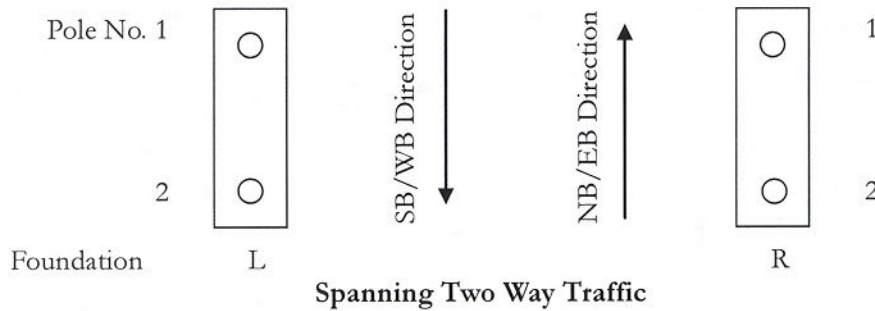 Pole No. 1
1
SB/WB Direction
NB/EB Direction
2
2
Foundation L R
Spanning Two Way Traffic